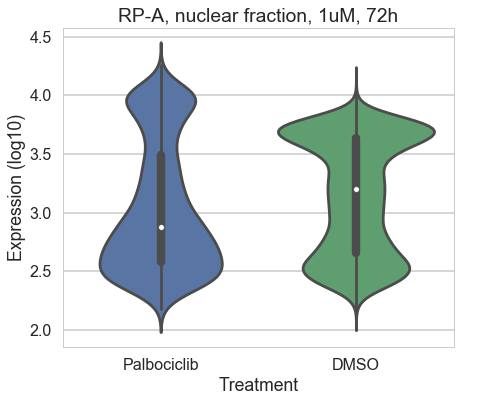 RP-A, nuclear fraction, 1uM, 72h
4.5
4.0
3.5
3.0
2.5
2.0
Expression (log10)
Palbociclib
DMSO
Treatment